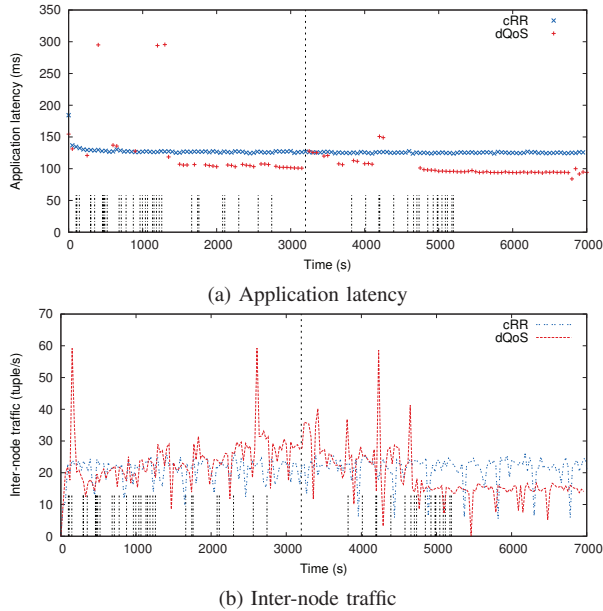 350
300
250
200
150
100
50
0
Application latency (ms)
cRR
dQoS
0 1000 2000 3000 4000 5000 6000 7000
Time (s)
(a) Application latency
70
60
50
40
30
20
10
0
Inter-node traffic (tuple/s)
cRR
dQoS
0 1000 2000 3000 4000 5000 6000 7000
Time (s)
(b) Inter-node traffic